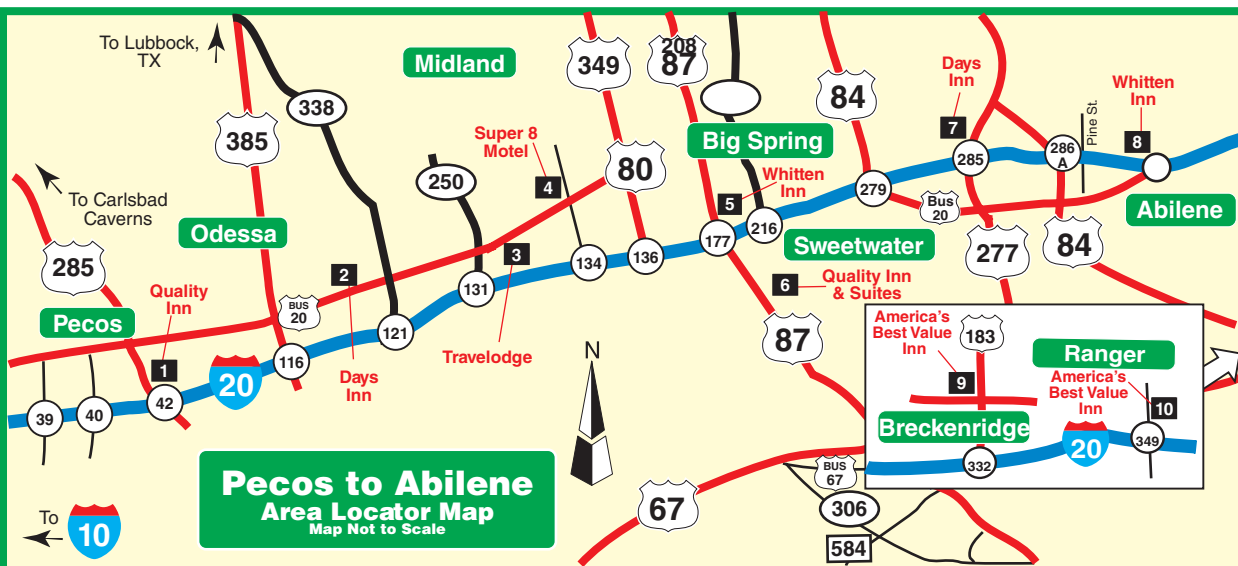 To Lubbock,
TX
Midland
338
385
349
208
87
84
Days
Inn
Whitten
Inn
Pine St.
7
8
Super 8
Motel
Big Spring
285
286
A
80
4
250
To Carlsbad
Caverns
5
Whitten
Inn
279
Bus
20
Abilene
Odessa
285
216
177
Sweetwater
277
84
136
134
3
2
131
6
Quality Inn
& Suites
Quality
Inn
BUS
20
Pecos
121
87
Travelodge
116
1
20
Days
Inn
42
40
39
N
America's
Best Value
Inn
183
Ranger
9
America's
Best Value
Inn
10
Breckenridge
20
349
332
Pecos to Abilene
Area Locator Map
Map Not to Scale
BUS
67
67
306
584
To
10